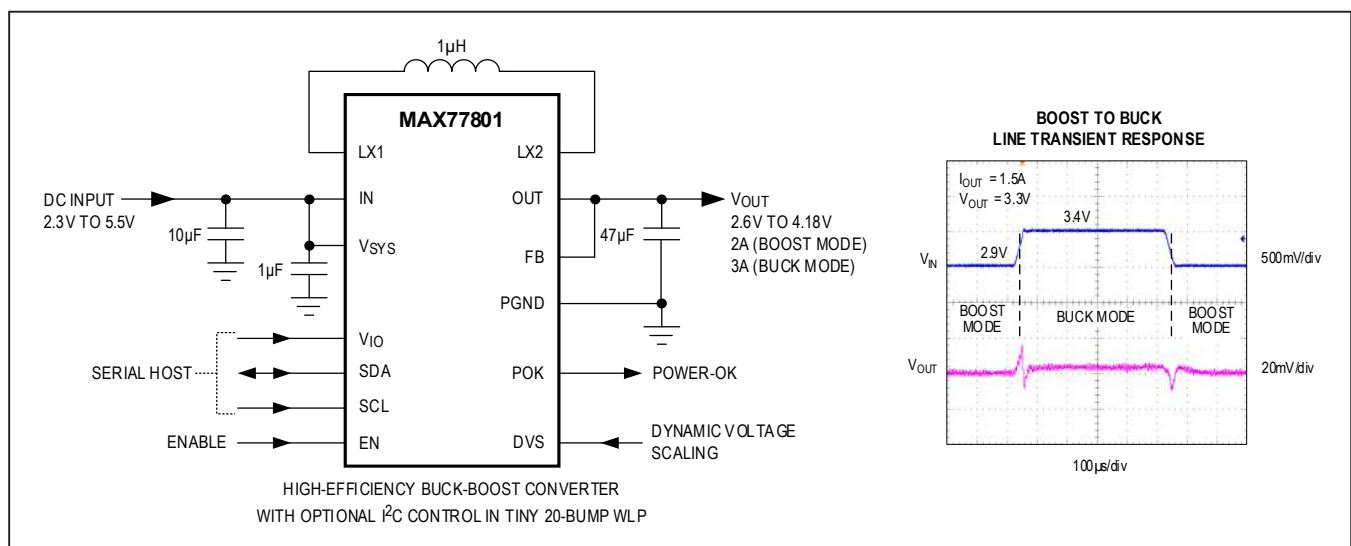 1µH
MAX77801
LX1
LX2
DC INPUT
2.3V TO 5.5V
10µF
1µF
IN
VSYS
OUT
FB
PGND
47µF
VOUT
2.6V TO 4.18V
2A (BOOST MODE)
3A (BUCK MODE)
SERIAL HOST
VIO
SDA
SCL
POK
POWER-OK
ENABLE
EN
DVS
DYNAMIC VOLTAGE
SCALING
HIGH-EFFICIENCY BUCK-BOOST CONVERTER
WITH OPTIONAL I2C CONTROL IN TINY 20-BUMP WLP
BOOST TO BUCK
LINE TRANSIENT RESPONSE
IOUT = 1.5A
VOUT = 3.3V
3.4V
2.9V
VIN
500mV/div
BOOST
MODE
BUCK MODE
BOOST
MODE
VOUT
20mV/div
100µs/div